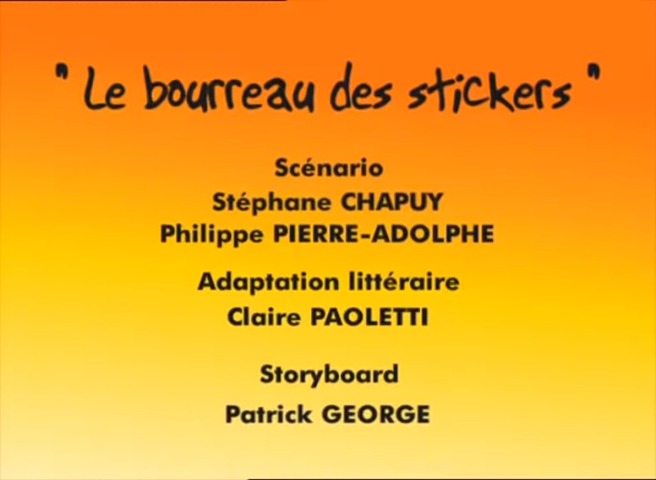 " Le bourreau des stickers "
Scénario
Stéphane CHAPUY
Philippe PIERRE-ADOLPHE
Adaptation littéraire
Claire PAOLETTI
Storyboard
Patrick GEORGE